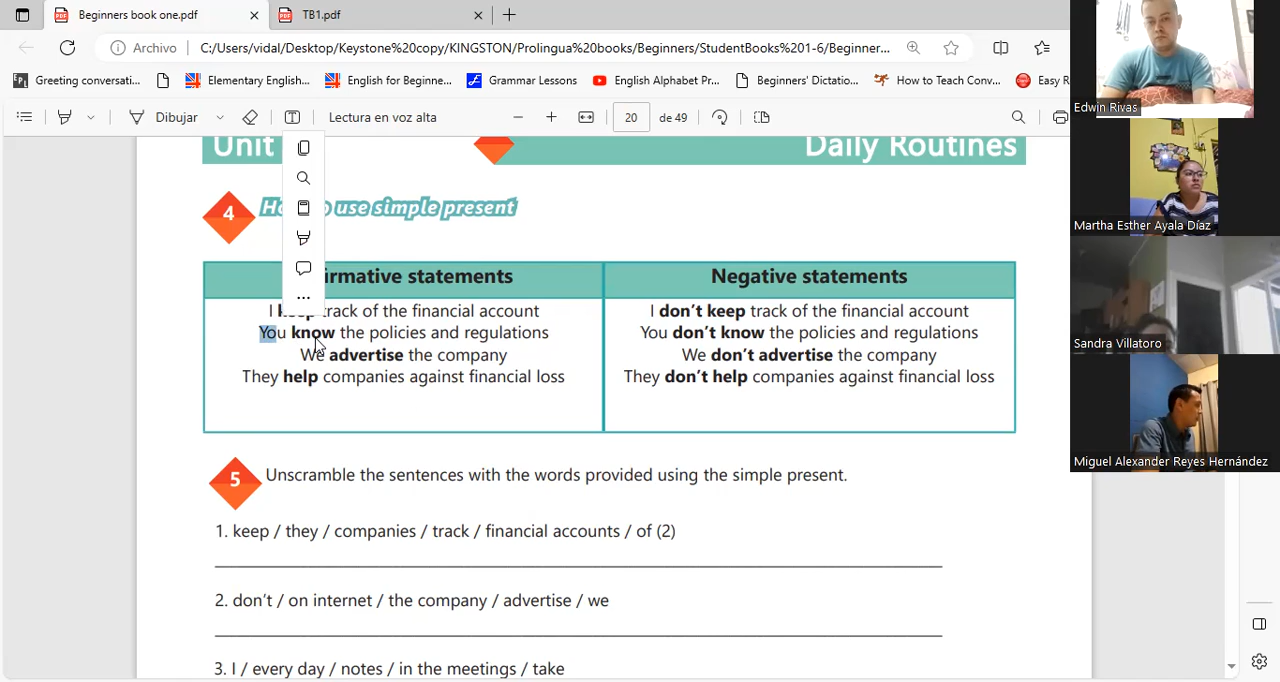 Beginners book one.pdf
TB1.pdf
Archivo
C:/Users/vidal/Desktop/Keystone%20copy/KINGSTON/Prolingua%20books/Beginners/StudentBooks%201-6/Beginner...
Greeting conversati...
Elementary English...
English for Beginne...
Grammar Lessons
English Alphabet Pr...
Beginners' Dictatio...
How to Teach Conv...
Easy R
Dibujar
Lectura en voz alta
20 de 49
Unit
Daily Routines
4
Ho
o use simple present
irmative statements
Negative statements
I keep track of the financial account
You know the policies and regulations
We advertise the company
They help companies against financial loss
I don't keep track of the financial account
You don't know the policies and regulations
We don't advertise the company
They don't help companies against financial loss
5
Unscramble the sentences with the words provided using the simple present.
1. keep / they / companies / track / financial accounts / of (2)
2. don't / on internet / the company / advertise / we
3. I / every day / notes / in the meetings / take
Edwin Rivas
Martha Esther Ayala Díaz
Sandra Villatoro
Miguel Alexander Reyes Hernández